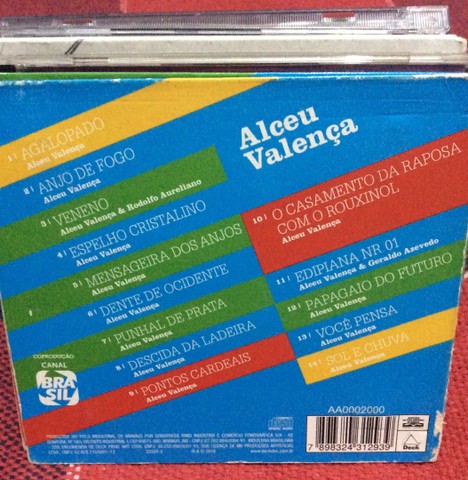 Alceu
Valença
1 | AGALOPADO
Alceu Valença
2 | ANJO DE FOGO
Alceu Valença
3 | VENENO
Alceu Valença & Rodolfo Aureliano
4 | ESPELHO CRISTALINO
Alceu Valença
5 | MENSAGEIRA DOS ANJOS
Alceu Valença
6 | DENTE DE OCIDENTE
Alceu Valença
7 | PUNHAL DE PRATA
Alceu Valença
8 | DESCIDA DA LADEIRA
Alceu Valença
9 | PONTOS CARDEAIS
Alceu Valença
10 | O CASAMENTO DA RAPOSA
COM O ROUXINOL
Alceu Valença
11 | EDIPIANA NR 01
Alceu Valença & Geraldo Azevedo
12 | PAPAGAIO DO FUTURO
Alceu Valença
13 | VOCÊ PENSA
Alceu Valença
14 | SOL E CHUVA
Alceu Valença
COPRODUÇÃO
CANAL
BRA
SIL
AA0002000
7 898324 312939
Deck